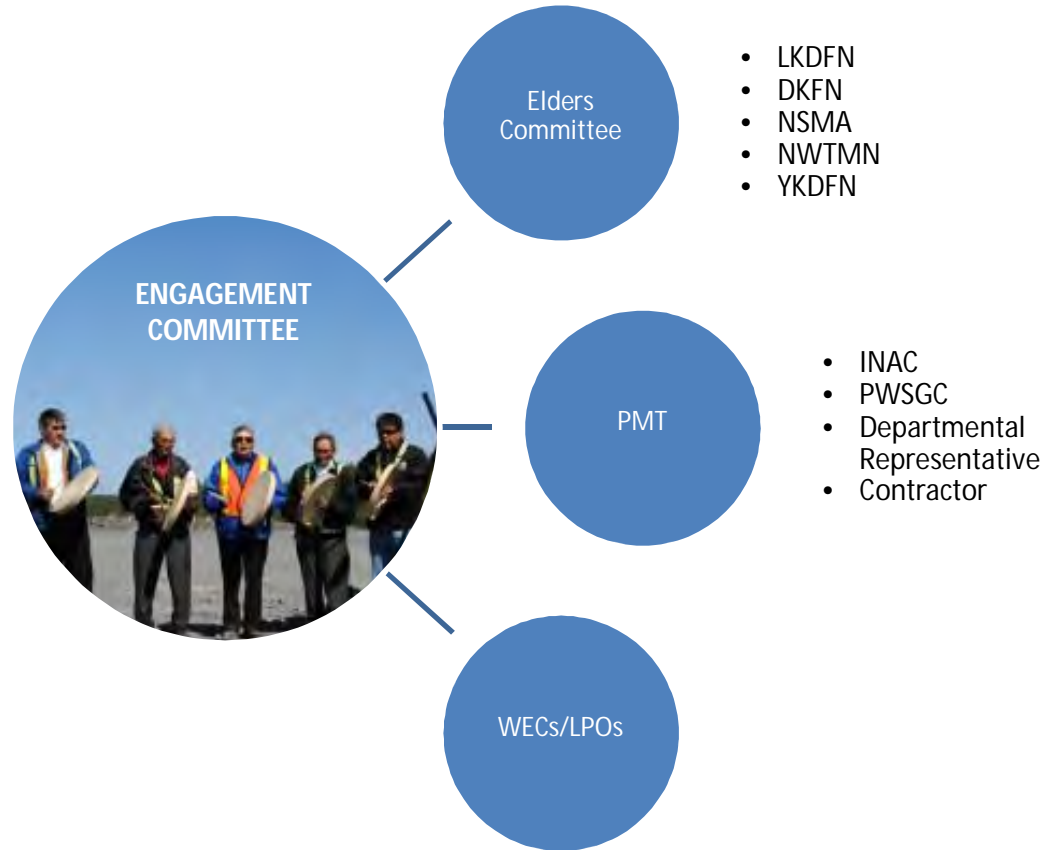 ENGAGEMENT
COMMITTEE
Elders
Committee
• LKDFN
• DKFN
• NSMA
• NWTMN
• YKDFN
PMT
• INAC
• PWSGC
• Departmental
Representative
• Contractor
WECs/LPOs